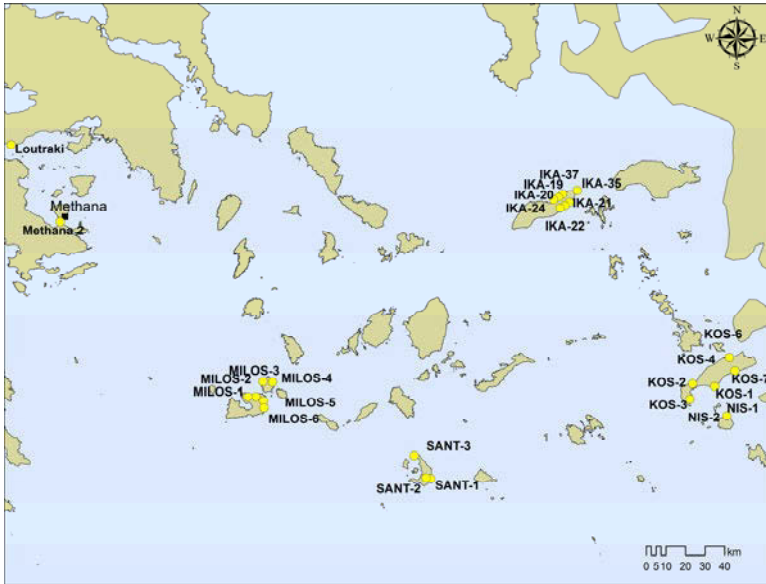 N
W E
S
Loutraki
IKA-37
IKA-19
IKA-35
IKA-20
IKA-24
IKA-21
IKA-22
Methana
Methana 2
KOS-6
MILOS-3
MILOS-2
MILOS-4
MILOS-1
MILOS-5
MILOS-6
KOS-4
KOS-7
KOS-2
KOS-1
KOS-3
NIS-1
NIS-2
SANT-3
SANT-2
SANT-1
km
0 5 10 20 30 40